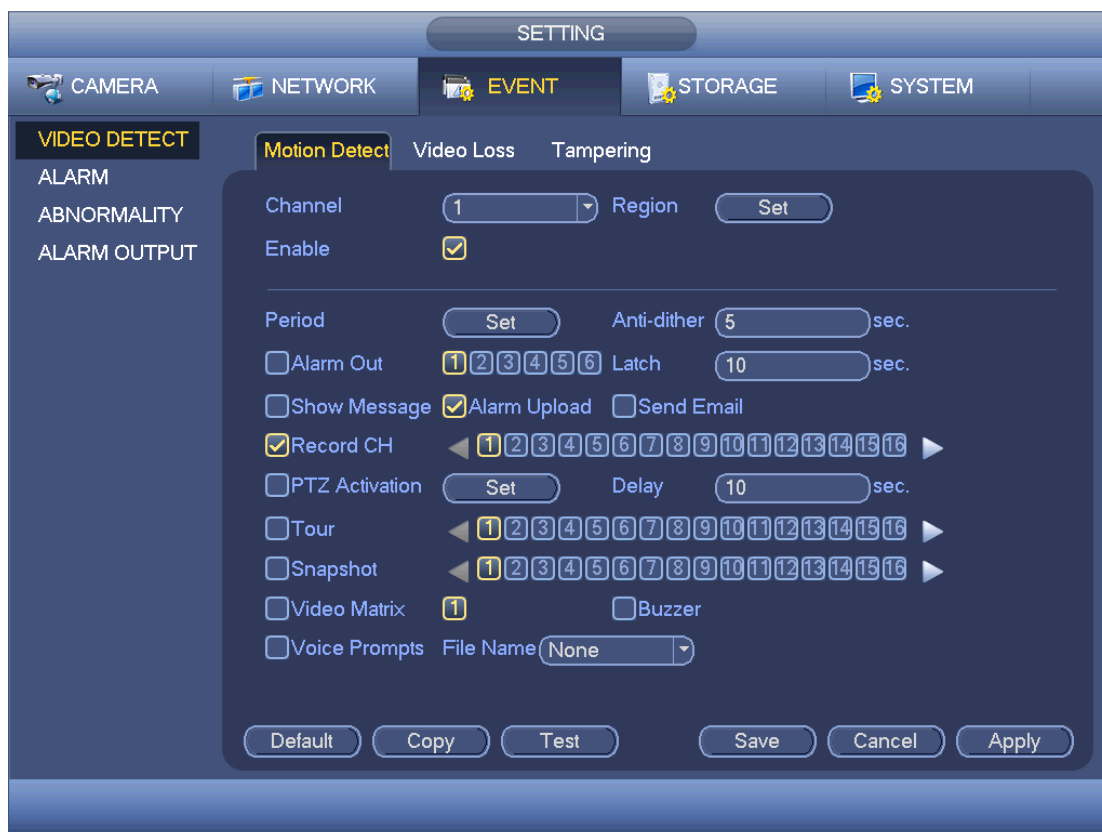 SETTING
CAMERA NETWORK EVENT STORAGE SYSTEM
VIDEO DETECT
ALARM
ABNORMALITY
ALARM OUTPUT
Motion Detect Video Loss Tampering
Channel 1 Region Set
Enable
Period Set Anti-dither 5 sec.
Alarm Out 1 2 3 4 5 6 Latch 10 sec.
Show Message Alarm Upload Send Email
Record CH 1 2 3 4 5 6 7 8 9 10 11 12 13 14 15 16
PTZ Activation Set Delay 10 sec.
Tour 1 2 3 4 5 6 7 8 9 10 11 12 13 14 15 16
Snapshot 1 2 3 4 5 6 7 8 9 10 11 12 13 14 15 16
Video Matrix 1 Buzzer
Voice Prompts File Name None
Default Copy Test Save Cancel Apply